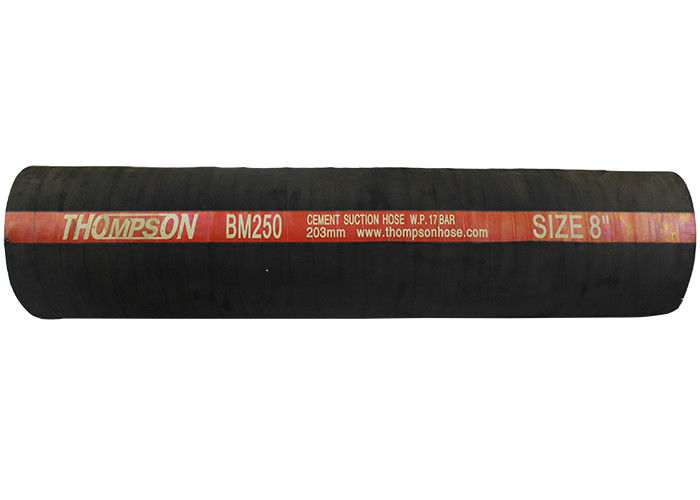 THOMPSON BM250 CEMENT SUCTION HOSE W.P. 17 BAR SIZE 8"
203mm www.thompsonhose.com